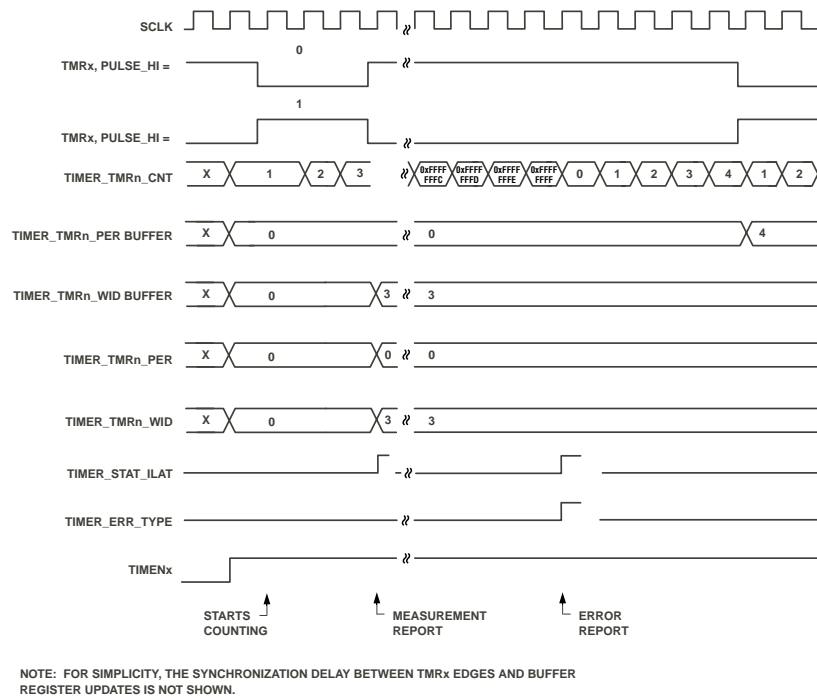 SCLK
0
TMRx, PULSE_HI =
1
TMRx, PULSE_HI =
TIMER_TMRn_CNT X 1 2 3 0xFFFF FFFC 0xFFFF FFFD 0xFFFF FFFE 0xFFFF FFFF 0 1 2 3 4 1 2
TIMER_TMRn_PER BUFFER X 0 0 4
TIMER_TMRn_WID BUFFER X 0 3 3
TIMER_TMRn_PER X 0 0 0
TIMER_TMRn_WID X 0 3 3
TIMER_STAT_ILAT
TIMER_ERR_TYPE
TIMENx
STARTS COUNTING
MEASUREMENT REPORT
ERROR REPORT
NOTE: FOR SIMPLICITY, THE SYNCHRONIZATION DELAY BETWEEN TMRx EDGES AND BUFFER
REGISTER UPDATES IS NOT SHOWN.